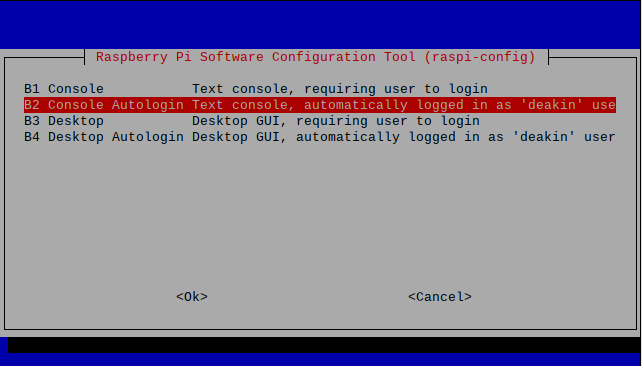 Raspberry Pi Software Configuration Tool (raspi-config)
B1 Console Text console, requiring user to login
B2 Console Autologin Text console, automatically logged in as 'deakin' use
B3 Desktop Desktop GUI, requiring user to login
B4 Desktop Autologin Desktop GUI, automatically logged in as 'deakin' user
<Ok> <Cancel>